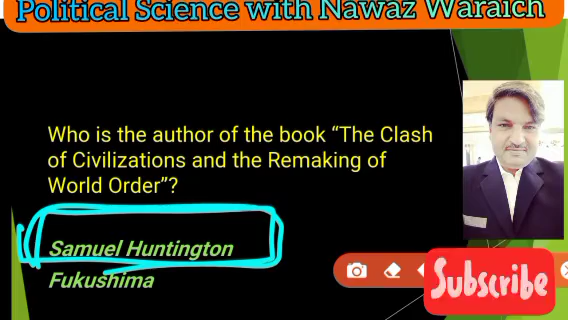 Political Science with Nawaz Waraich
Who is the author of the book “The Clash
of Civilizations and the Remaking of
World Order”?
Samuel Huntington
Fukushima
Subscribe